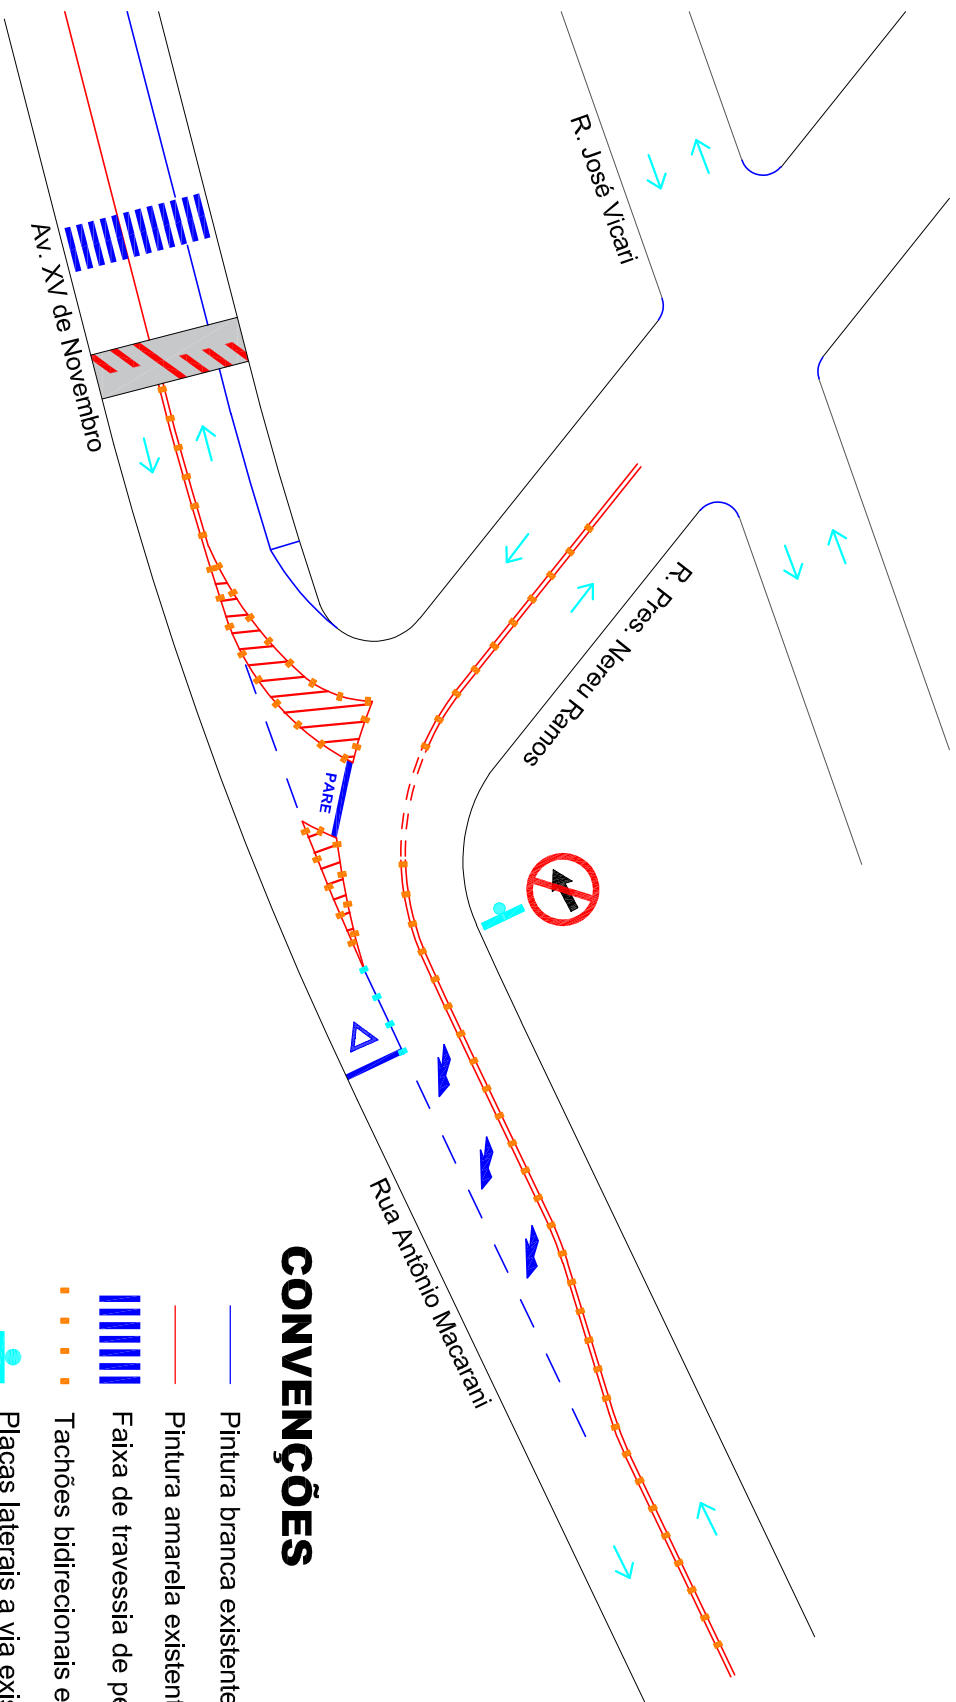 R. José Vicari
Av. XV de Novembro
R. Pres. Nereu Ramos
PARE
Rua Antônio Macarani
CONVENÇÕES
Pintura branca existente
Pintura amarela existent
Faixa de travessia de pe
Tachões bidirecionais e
Placas laterais a via exis